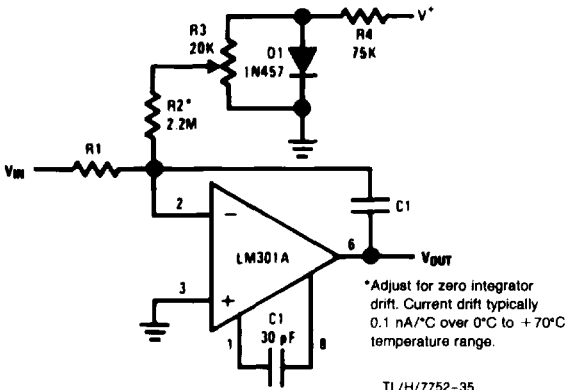 R3
20K
V+
R4
75K
D1
1N457
R2*
2.2M
VIN
R1
2
−
C1
LM301A
6
VOUT
3
+
C1
30 pF
1
8
*Adjust for zero integrator
drift. Current drift typically
0.1 nA/°C over 0°C to +70°C
temperature range.
TL/H/7752–35